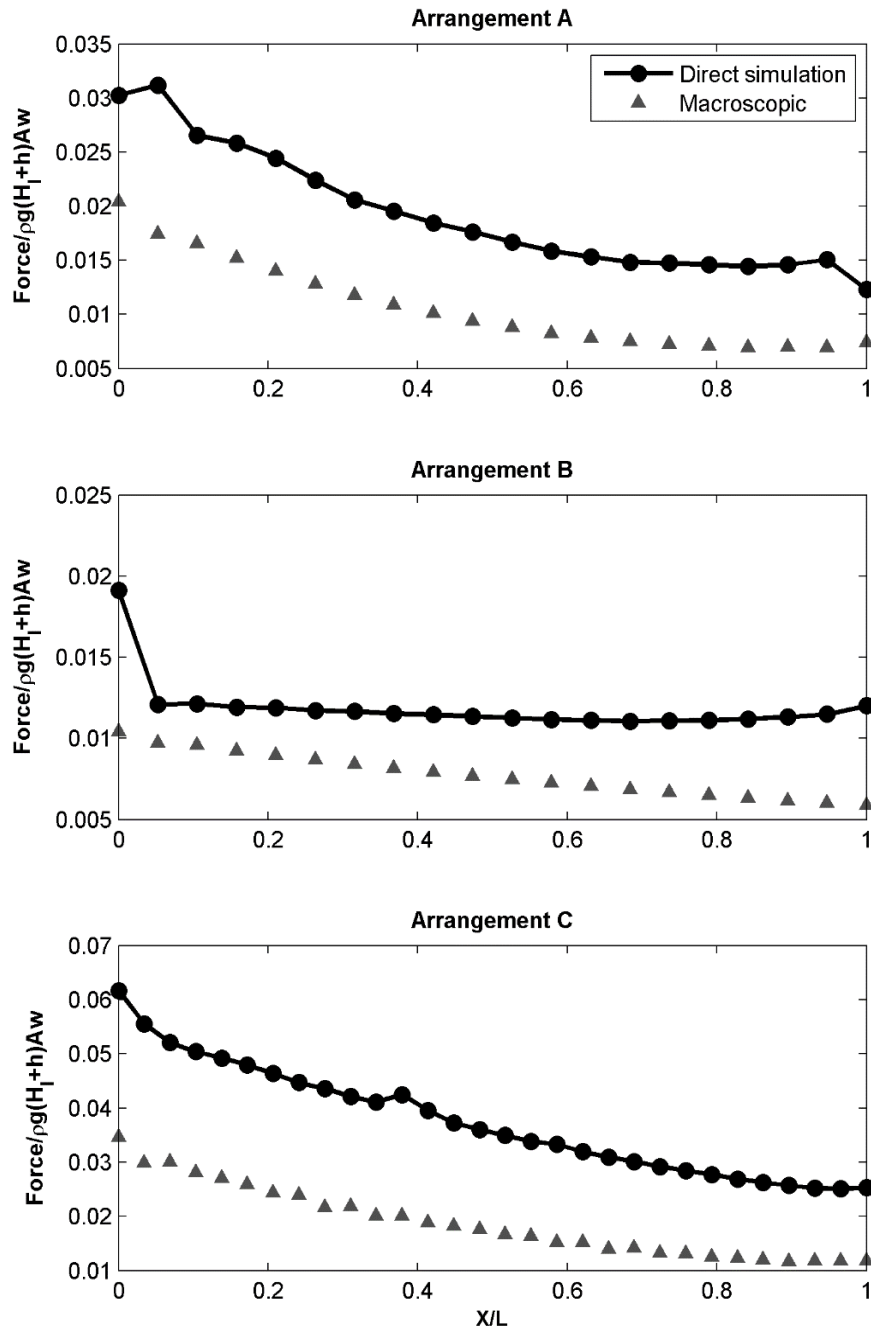 Arrangement A
Force/ρg(H_l+h)Aw
0.035
0.03
0.025
0.02
0.015
0.01
0.005
Direct simulation
Macroscopic
0 0.2 0.4 0.6 0.8 1
Arrangement B
Force/ρg(H_l+h)Aw
0.025
0.02
0.015
0.01
0.005
0 0.2 0.4 0.6 0.8 1
Arrangement C
Force/ρg(H_l+h)Aw
0.07
0.06
0.05
0.04
0.03
0.02
0.01
0 0.2 0.4 0.6 0.8 1
X/L